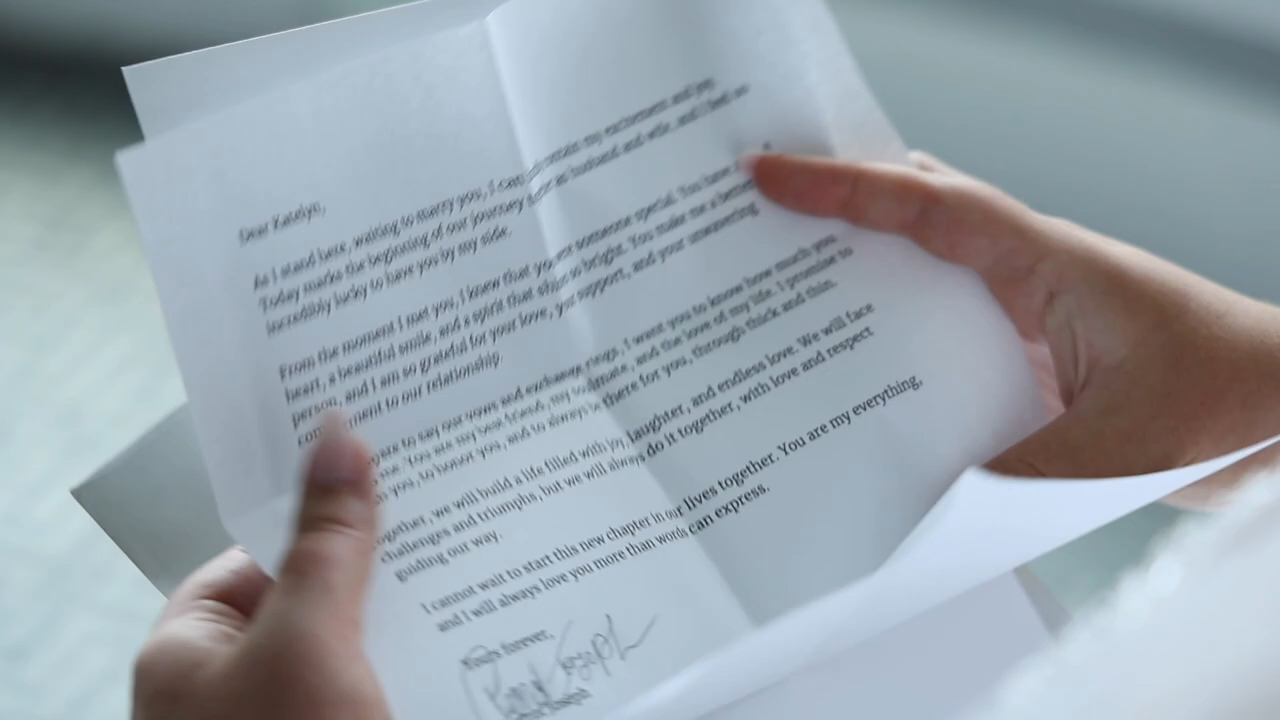 Dear Katelyn,
As I stand here, waiting to marry you, I can contain my excitement and joy.
Today marks the beginning of our journey as husband and wife, and I feel so
incredibly lucky to have you by my side.
From the moment I met you, I knew that you someone special. You have
heart, a beautiful smile, and a spirit that shines so bright. You make me a better
person, and I am so grateful for your love, your support, and your unwavering
to our relationship.
are to say our vows and exchange rings, I want you to know how much you
me. You are my best friend, my soulmate, and the love of my life. I promise to
you, to honor you, and to always be there for you, through thick and thin.
together, we will build a life filled with joy, laughter, and endless love. We will face
challenges and triumphs, but we will always do it together, with love and respect
guiding our way.
I cannot wait to start this new chapter in our lives together. You are my everything,
and I will always love you more than words can express.
Yours forever,
Joseph